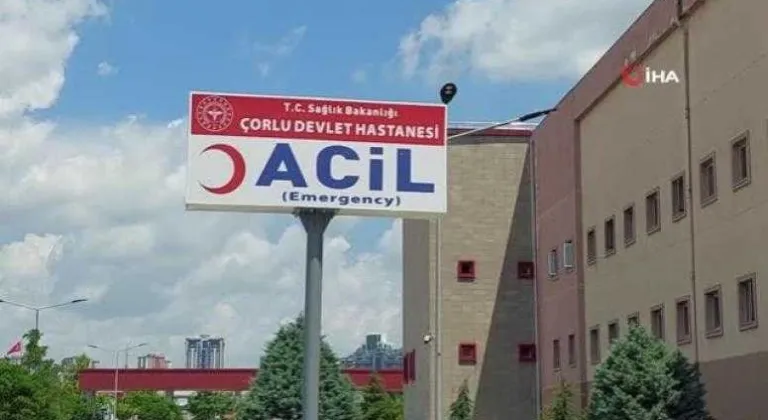 T.C. Sağlık Bakanlığı
ÇORLU DEVLET HASTANESİ
ACİL
(Emergency)
İHA